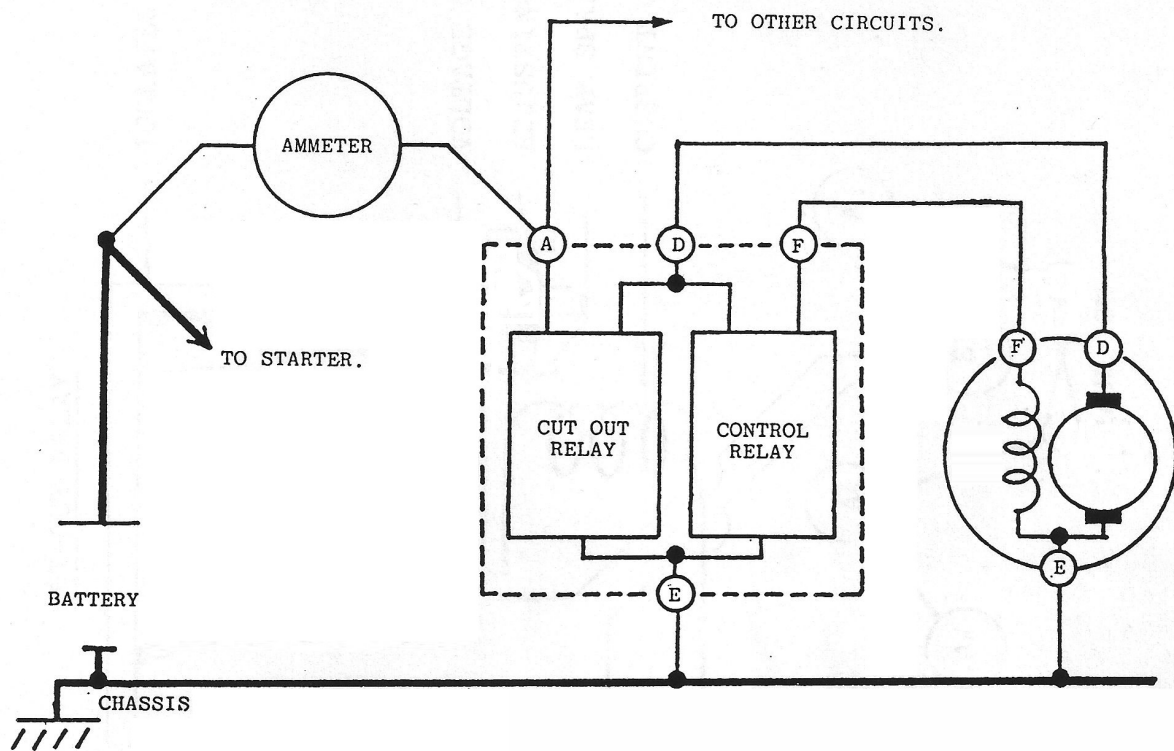 TO OTHER CIRCUITS.
AMMETER
A
D
F
TO STARTER.
F
D
CUT OUT
RELAY
CONTROL
RELAY
E
E
BATTERY
CHASSIS